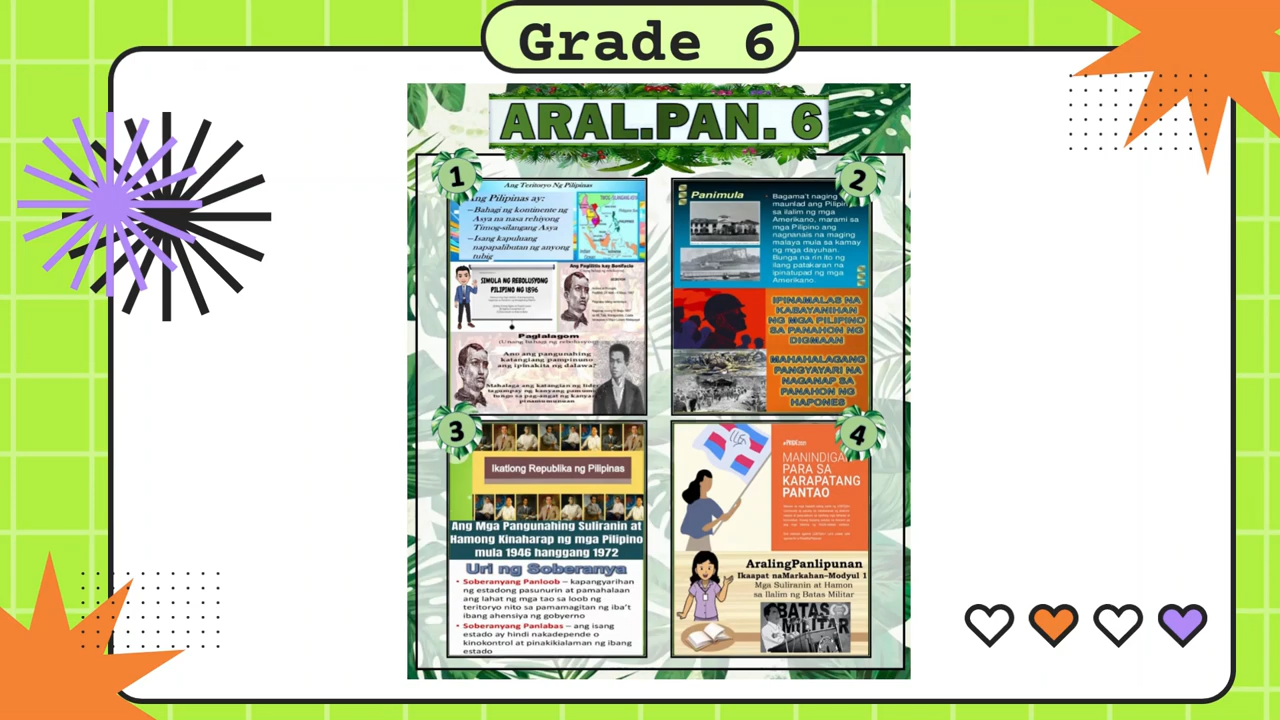 Grade 6
ARAL.PAN. 6
1
Ang Teritoryo Ng Pilipinas
ng Pilipinas ay:
–Bahagi ng kontinente ng
Asya na nasa rehiyong
Timog-silangang Asya
–Isang kapuluang
napapalibutan ng anyong
tubig
SIMULA NG REBOLUSYONG
PILIPINO NG 1896
Ang Paglilitis kay Bonifacio
Paglalagom
Ano ang pangunahing
katangiang pampinuno
ang ipinakita ng dalawa?
2
Panimula
Bagama't naging
maunlad ang Pilipin
sa ilalim ng mga
Amerikano, marami sa
mga Pilipino ang
nagnanais na maging
malaya mula sa kamay
ng mga dayuhan.
Bunga na rin ito ng
ilang patakaran na
ipinatupad ng mga
Amerikano.
IPINAMALAS NA
KABAYANIHAN
NG MGA PILIPINO
SA PANAHON NG
DIGMAAN
MAHAHALAGANG
PANGYAYARI NA
NAGANAP SA
PANAHON NG
HAPONES
3
Ikatlong Republika ng Pilipinas
Ang Mga Pangunahing Suliranin at
Hamong Kinaharap ng mga Pilipino
mula 1946 hanggang 1972
Uri ng Soberanya
• Soberanyang Panloob – kapangyarihan
ng estadong pasunurin at pamahalaan
ang lahat ng mga tao sa loob ng
teritoryo nito sa pamamagitan ng iba't
ibang ahensiya ng gobyerno
• Soberanyang Panlabas – ang isang
estado ay hindi nakadepende o
kinokontrol at pinakikialaman ng ibang
estado
4
MANINDIGA
PARA SA
KARAPATANG
PANTAO
AralingPanlipunan
Ikaapat naMarkahan–Modyul 1
Mga Suliranin at Hamon
sa Ilalim ng Batas Militar
BATAS
MILITAR